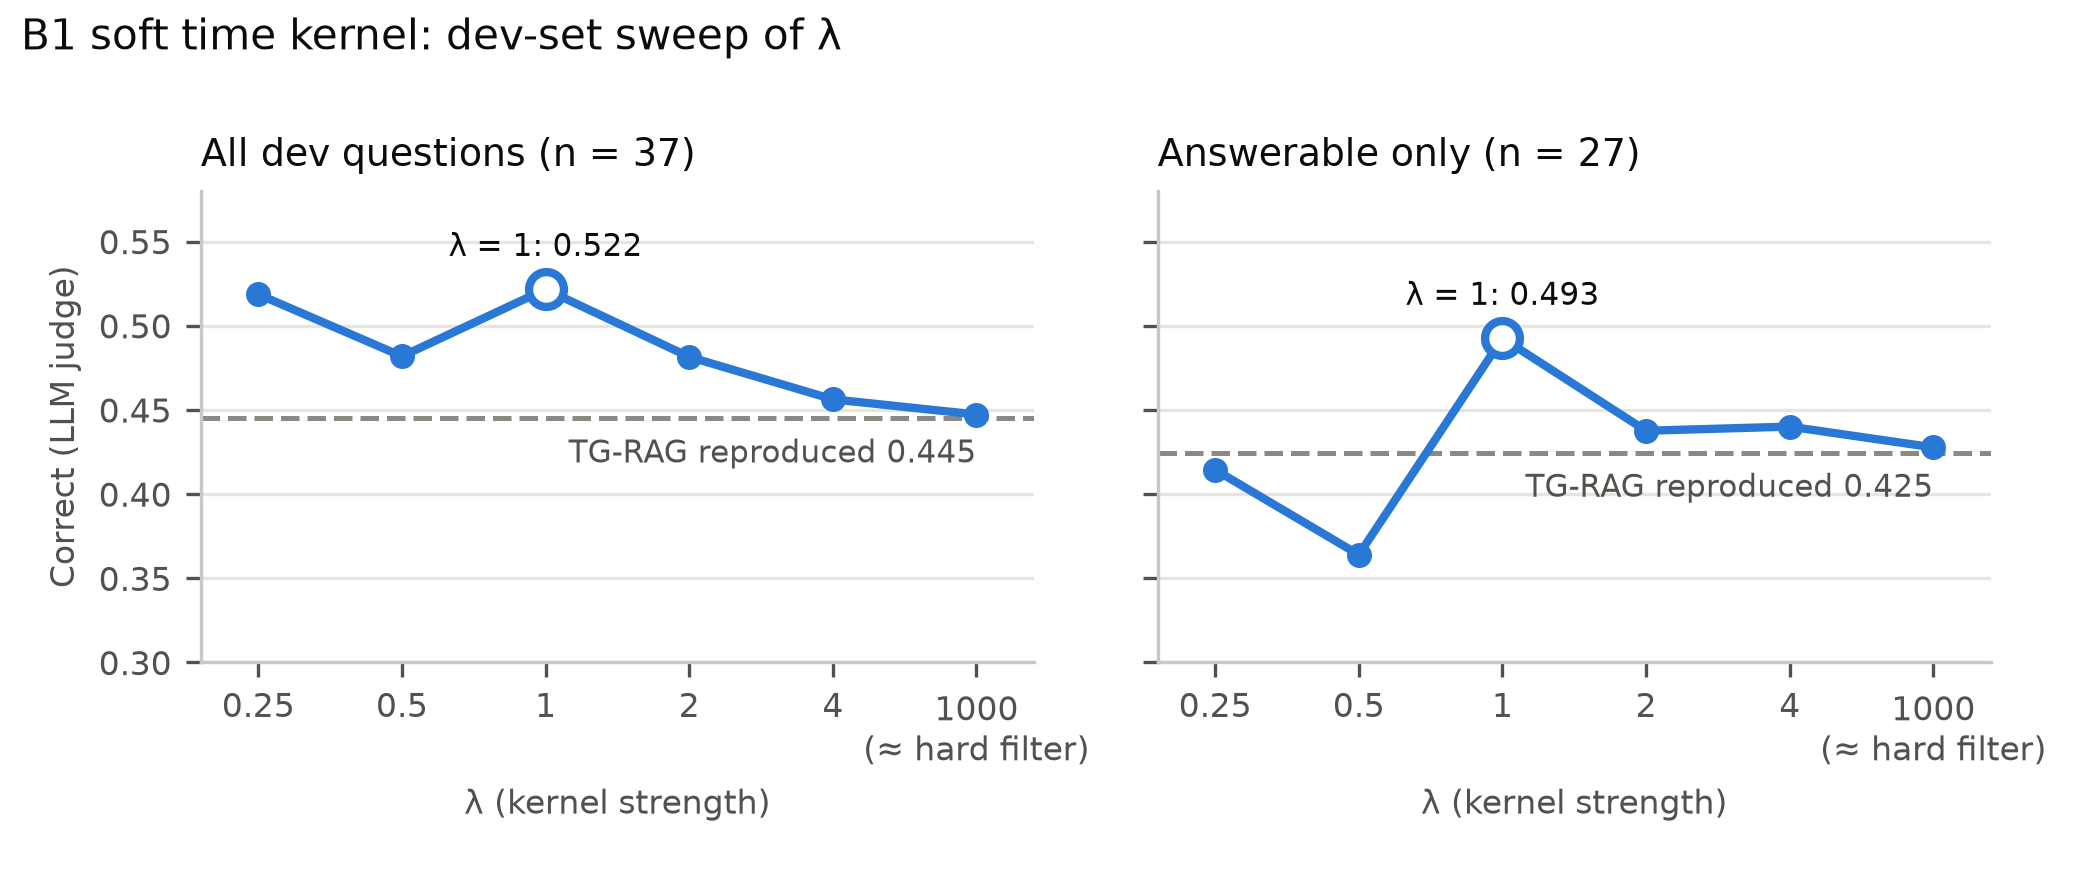 B1 soft time kernel: dev-set sweep of λ
All dev questions (n = 37)
Correct (LLM judge)
0.55
0.50
0.45
0.40
0.35
0.30
λ = 1: 0.522
TG-RAG reproduced 0.445
0.25 0.5 1 2 4 1000
(≈ hard filter)
λ (kernel strength)
Answerable only (n = 27)
λ = 1: 0.493
TG-RAG reproduced 0.425
0.25 0.5 1 2 4 1000
(≈ hard filter)
λ (kernel strength)